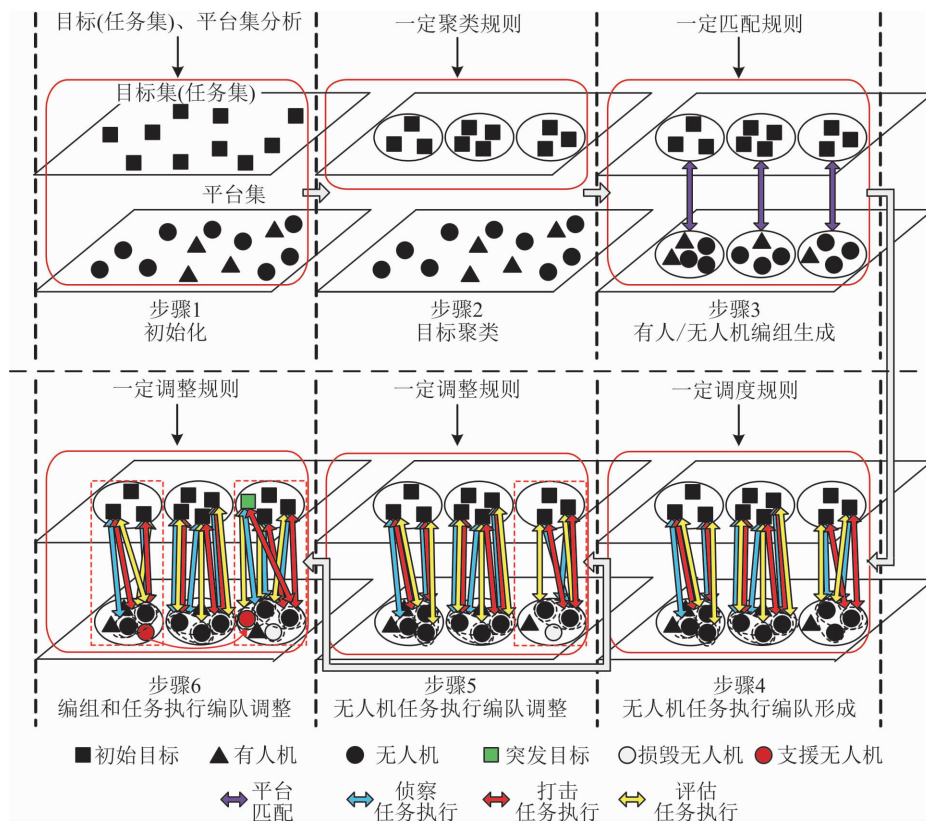 目标(任务集)、平台集分析
一定聚类规则
一定匹配规则
目标集(任务集)
平台集
步骤1
初始化
步骤2
目标聚类
步骤3
有人/无人机编组生成
一定调整规则
一定调整规则
一定调度规则
步骤6
编组和任务执行编队调整
步骤5
无人机任务执行编队调整
步骤4
无人机任务执行编队形成
初始目标
有人机
无人机
突发目标
损毁无人机
支援无人机
平台
匹配
侦察
任务执行
打击
任务执行
评估
任务执行